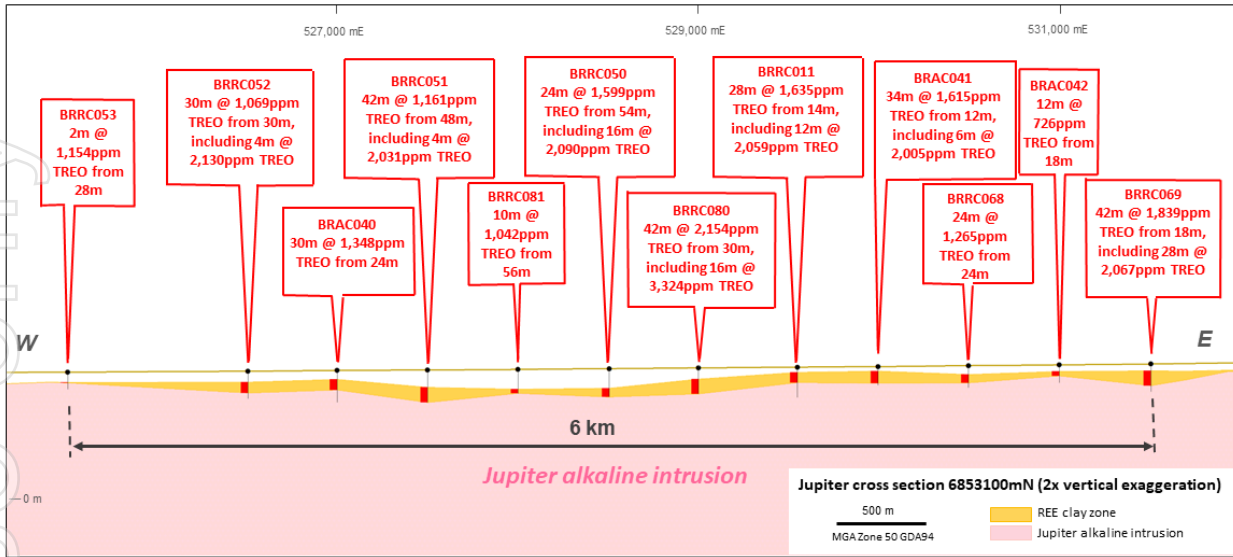 527,000 mE
529,000 mE
531,000 mE
BRRC053
2m @
1,154ppm
TREO from
28m
BRRC052
30m @ 1,069ppm
TREO from 30m,
including 4m @
2,130ppm TREO
BRAC040
30m @ 1,348ppm
TREO from 24m
BRRC051
42m @ 1,161ppm
TREO from 48m,
including 4m @
2,031ppm TREO
BRRC081
10m @
1,042ppm
TREO from
56m
BRRC050
24m @ 1,599ppm
TREO from 54m,
including 16m @
2,090ppm TREO
BRRC080
42m @ 2,154ppm
TREO from 30m,
including 16m @
3,324ppm TREO
BRRC011
28m @ 1,635ppm
TREO from 14m,
including 12m @
2,059ppm TREO
BRAC041
34m @ 1,615ppm
TREO from 12m,
including 6m @
2,005ppm TREO
BRRC068
24m @
1,265ppm
TREO from
24m
BRAC042
12m @
726ppm
TREO from
18m
BRRC069
42m @ 1,839ppm
TREO from 18m,
including 28m @
2,067ppm TREO
W
E
6 km
Jupiter alkaline intrusion
0 m
Jupiter cross section 6853100mN (2x vertical exaggeration)
500 m
MGA Zone 50 GDA94
REE clay zone
Jupiter alkaline intrusion